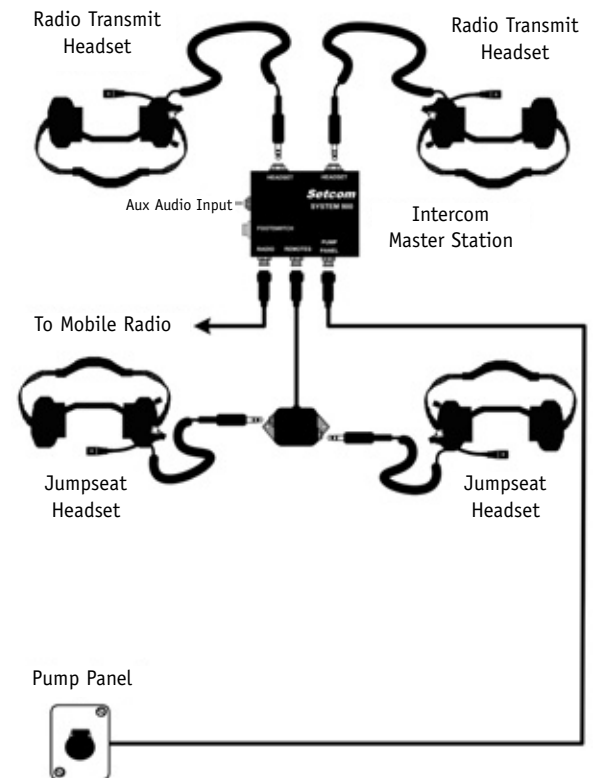 Radio Transmit
Headset
Radio Transmit
Headset
HEADSET
HEADSET
Setcom
SYSTEM 900
Aux Audio Input
FOOTSWITCH
Intercom
Master Station
RADIO
REMOTES
PUMP
PANEL
To Mobile Radio
Jumpseat
Headset
Jumpseat
Headset
Pump Panel